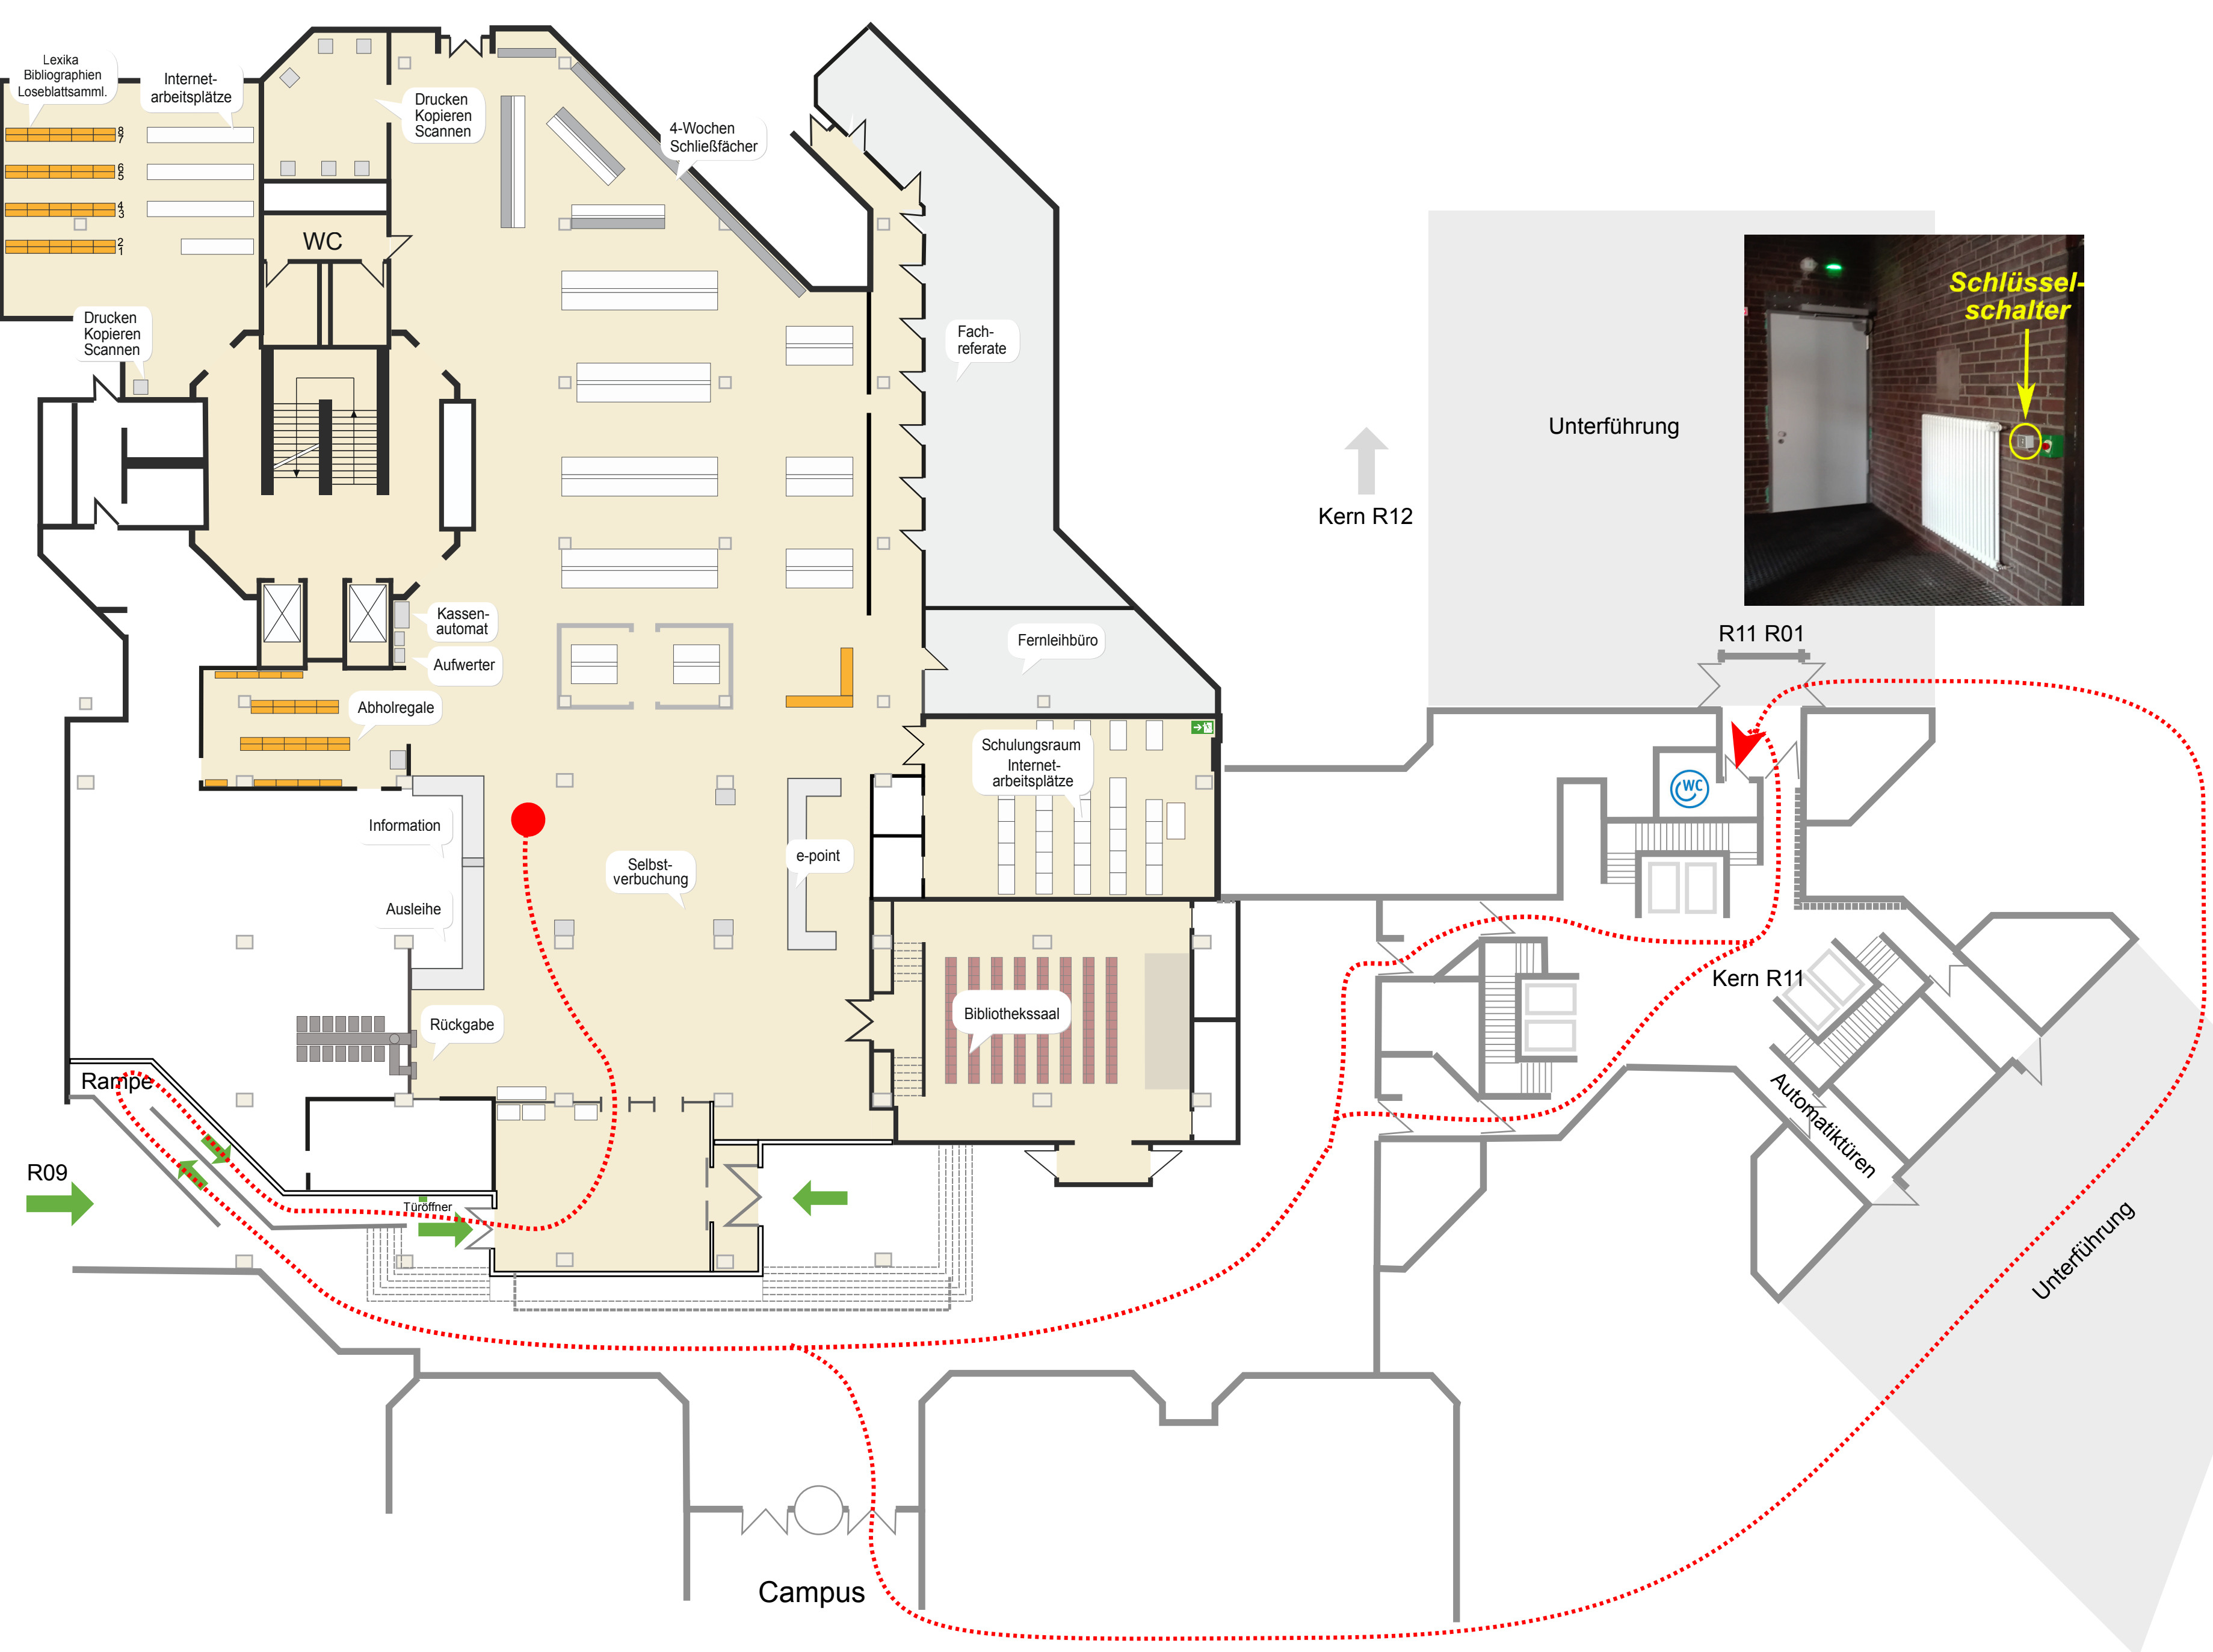 Lexika
Bibliographien
Loseblattsamml.
Internet-
arbeitsplätze
Drucken
Kopieren
Scannen
4-Wochen
Schließfächer
8
7
6
5
4
3
2
1
WC
Drucken
Kopieren
Scannen
Fach-
referate
Schlüssel-
schalter
Unterführung
Kern R12
Kassen-
automat
Aufwerter
Fernleihbüro
R11 R01
Abholregale
Schulungsraum
Internet-
arbeitsplätze
WC
Information
e-point
Selbst-
verbuchung
Ausleihe
Kern R11
Bibliothekssaal
Rückgabe
Rampe
Automatiktüren
R09
Türöffner
Unterführung
Campus